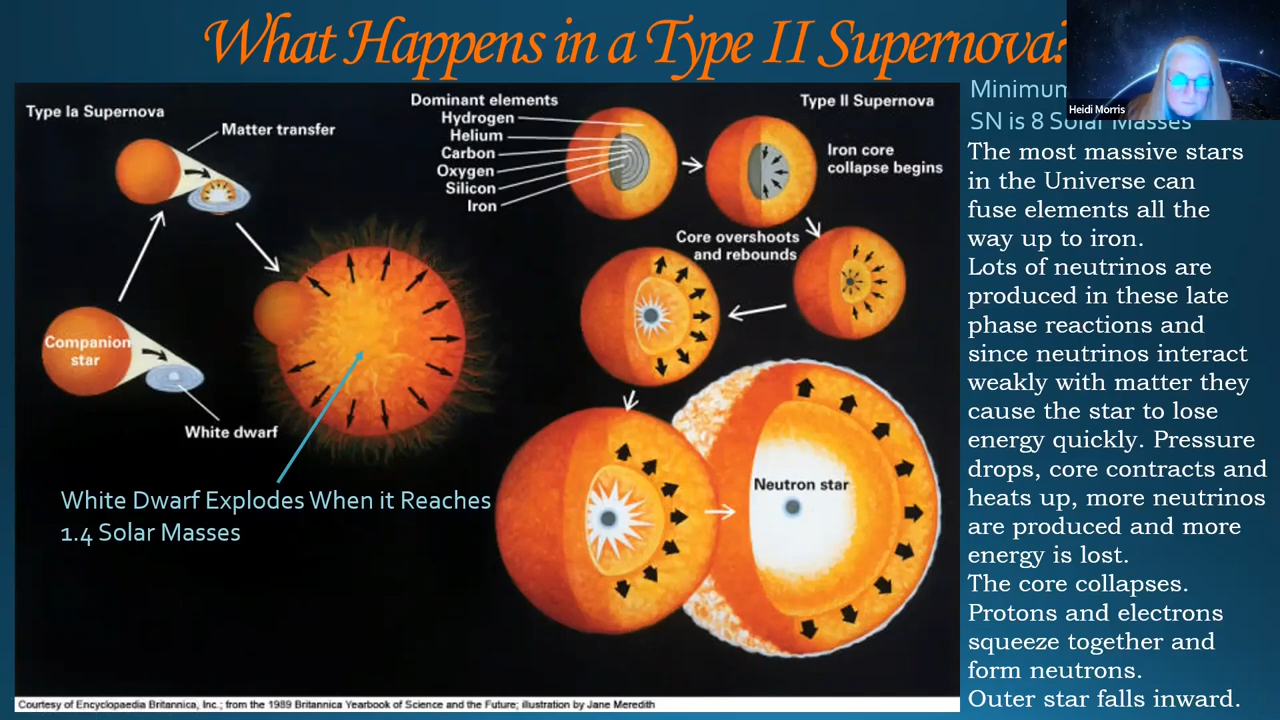 What Happens in a Type II Supernova?
Heidi Morris
Type Ia Supernova
Matter transfer
Companion
star
White dwarf
White Dwarf Explodes When it Reaches
1.4 Solar Masses
Dominant elements
Hydrogen
Helium
Carbon
Oxygen
Silicon
Iron
Type II Supernova
Iron core
collapse begins
Core overshoots
and rebounds
Neutron star
Minimum
SN is 8 Solar Masses
The most massive stars
in the Universe can
fuse elements all the
way up to iron.
Lots of neutrinos are
produced in these late
phase reactions and
since neutrinos interact
weakly with matter they
cause the star to lose
energy quickly. Pressure
drops, core contracts and
heats up, more neutrinos
are produced and more
energy is lost.
The core collapses.
Protons and electrons
squeeze together and
form neutrons.
Outer star falls inward.
Courtesy of Encyclopaedia Britannica, Inc.; from the 1989 Britannica Yearbook of Science and the Future; illustration by Jane Meredith